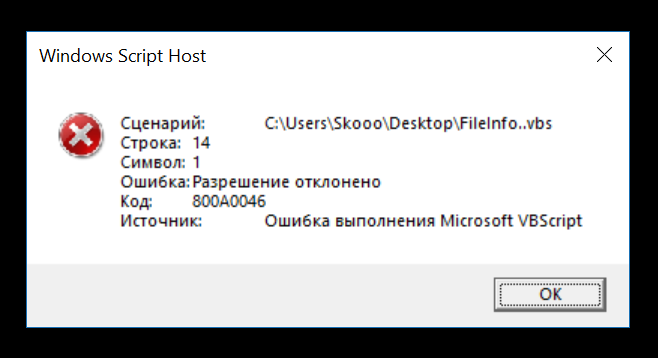 Windows Script Host
Сценарий: C:\Users\Skooo\Desktop\FileInfo..vbs
Строка: 14
Символ: 1
Ошибка: Разрешение отклонено
Код: 800A0046
Источник: Ошибка выполнения Microsoft VBScript
OK